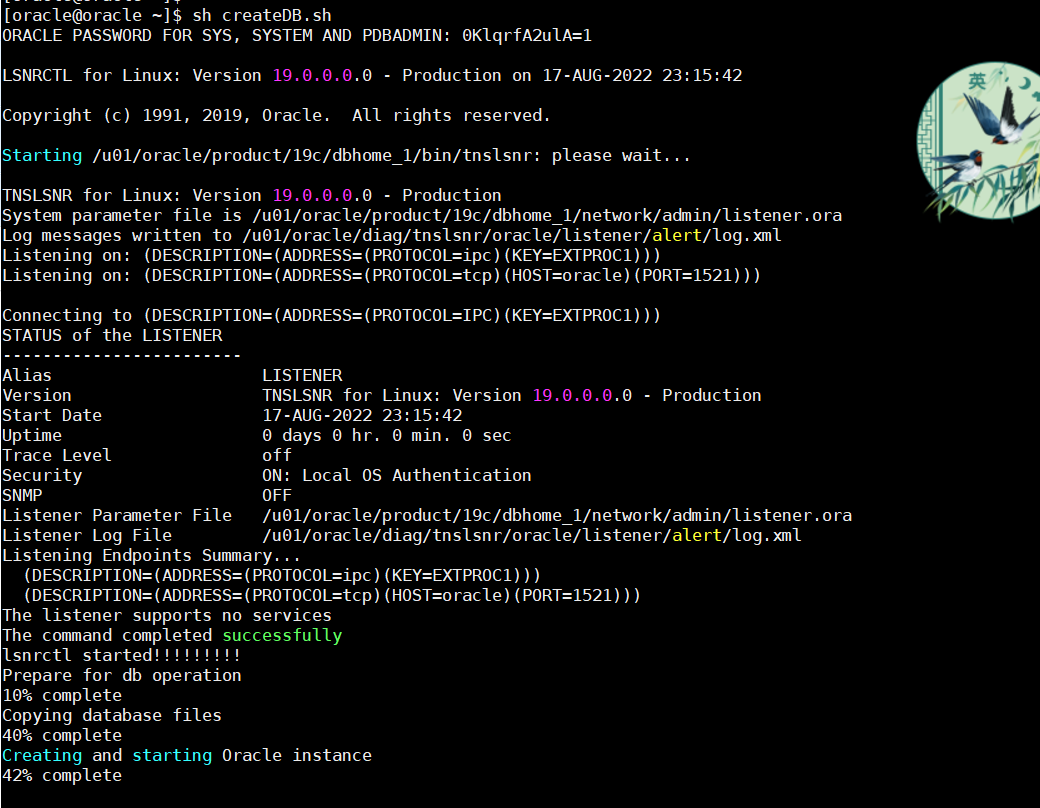 [oracle@oracle ~]$ sh createDB.sh
ORACLE PASSWORD FOR SYS, SYSTEM AND PDBADMIN: 0KlqrfA2ulA=1
LSNRCTL for Linux: Version 19.0.0.0.0 - Production on 17-AUG-2022 23:15:42
Copyright (c) 1991, 2019, Oracle.  All rights reserved.
Starting /u01/oracle/product/19c/dbhome_1/bin/tnslsnr: please wait...
TNSLSNR for Linux: Version 19.0.0.0.0 - Production
System parameter file is /u01/oracle/product/19c/dbhome_1/network/admin/listener.ora
Log messages written to /u01/oracle/diag/tnslsnr/oracle/listener/alert/log.xml
Listening on: (DESCRIPTION=(ADDRESS=(PROTOCOL=ipc)(KEY=EXTPROC1)))
Listening on: (DESCRIPTION=(ADDRESS=(PROTOCOL=tcp)(HOST=oracle)(PORT=1521)))
Connecting to (DESCRIPTION=(ADDRESS=(PROTOCOL=IPC)(KEY=EXTPROC1)))
STATUS of the LISTENER
------------------------
Alias                     LISTENER
Version                   TNSLSNR for Linux: Version 19.0.0.0.0 - Production
Start Date                17-AUG-2022 23:15:42
Uptime                    0 days 0 hr. 0 min. 0 sec
Trace Level               off
Security                  ON: Local OS Authentication
SNMP                      OFF
Listener Parameter File   /u01/oracle/product/19c/dbhome_1/network/admin/listener.ora
Listener Log File         /u01/oracle/diag/tnslsnr/oracle/listener/alert/log.xml
Listening Endpoints Summary...
  (DESCRIPTION=(ADDRESS=(PROTOCOL=ipc)(KEY=EXTPROC1)))
  (DESCRIPTION=(ADDRESS=(PROTOCOL=tcp)(HOST=oracle)(PORT=1521)))
The listener supports no services
The command completed successfully
lsnrctl started!!!!!!!!!
Prepare for db operation
10% complete
Copying database files
40% complete
Creating and starting Oracle instance
42% complete
英